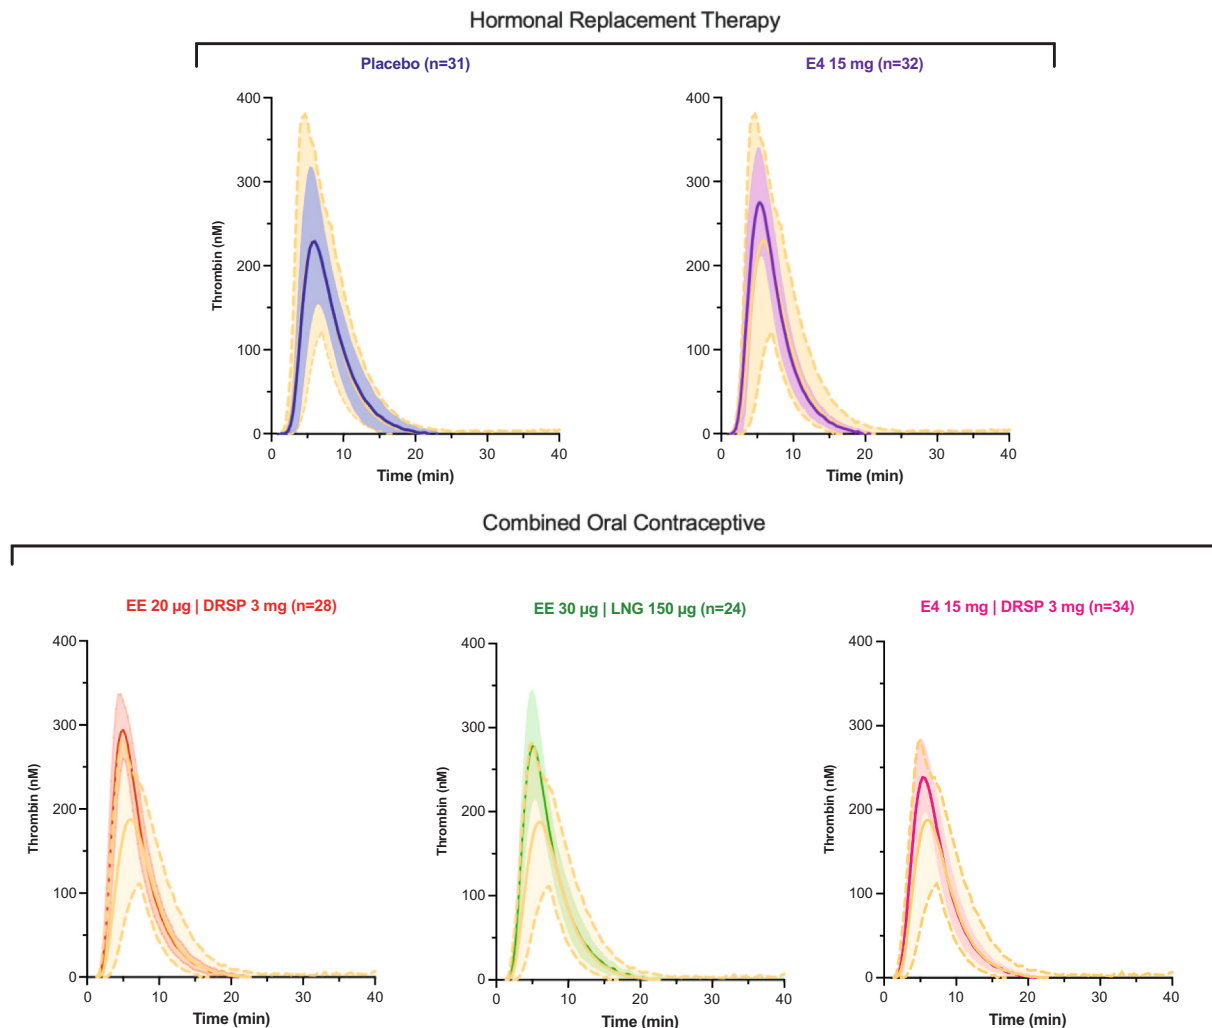 Hormonal Replacement Therapy
Placebo (n=31)
E4 15 mg (n=32)
400
300
200
100
0
Thrombin (nM)
0 10 20 30 40
Time (min)
400
300
200
100
0
Thrombin (nM)
0 10 20 30 40
Time (min)
Combined Oral Contraceptive
EE 20 µg | DRSP 3 mg (n=28)
EE 30 µg | LNG 150 µg (n=24)
E4 15 mg | DRSP 3 mg (n=34)
400
300
200
100
0
Thrombin (nM)
0 10 20 30 40
Time (min)
400
300
200
100
0
Thrombin (nM)
0 10 20 30 40
Time (min)
400
300
200
100
0
Thrombin (nM)
0 10 20 30 40
Time (min)